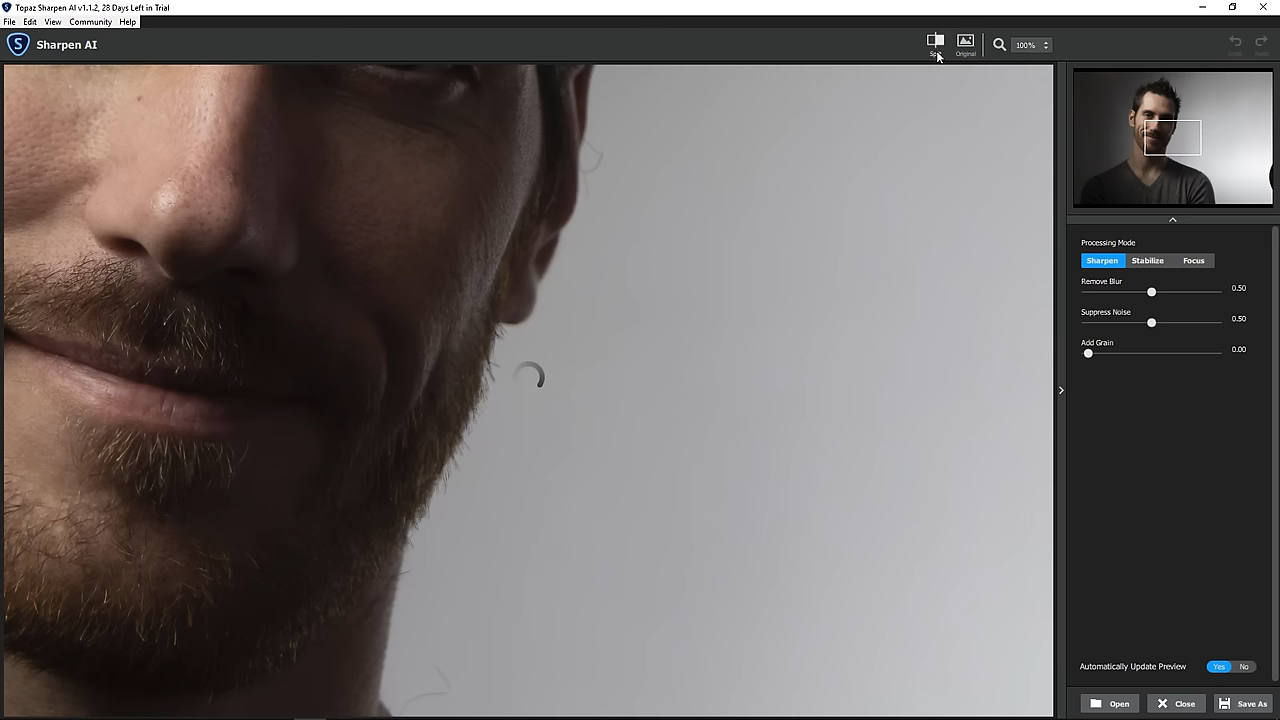 Topaz Sharpen AI v1.1.2, 28 Days Left in Trial
File Edit View Community Help
S Sharpen AI
Original
100%
Processing Mode
Sharpen Stabilize Focus
Remove Blur
0.50
Suppress Noise
0.50
Add Grain
0.00
Automatically Update Preview Yes No
Open Close Save As